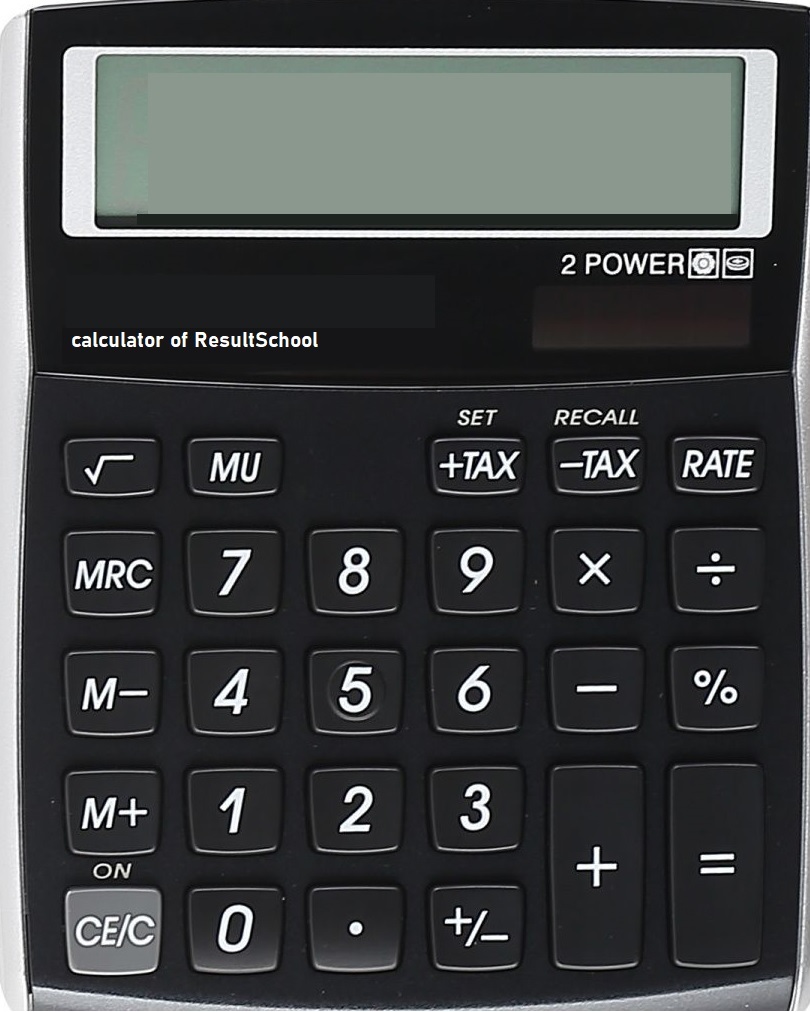 2 POWER
calculator of ResultSchool
SET RECALL
√ MU +TAX −TAX RATE
MRC 7 8 9 × ÷
M− 4 5 6 − %
M+ 1 2 3 + =
ON
CE/C 0 . +/−